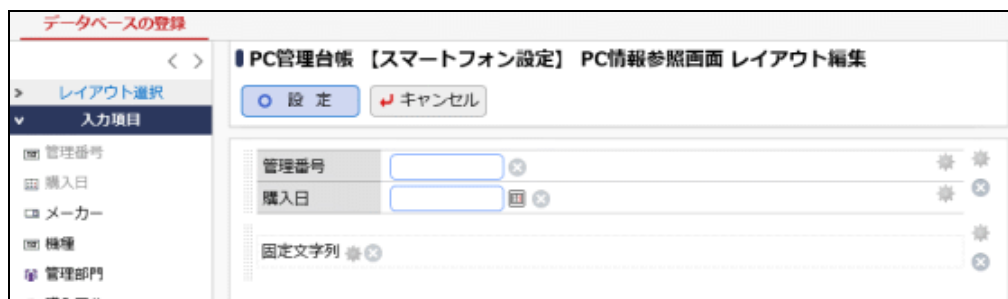 データベースの登録
< >
PC管理台帳 【スマートフォン設定】 PC情報参照画面 レイアウト編集
レイアウト選択
設 定 キャンセル
入力項目
管理番号
購入日
メーカー
機種
管理部門
管理番号
購入日
固定文字列